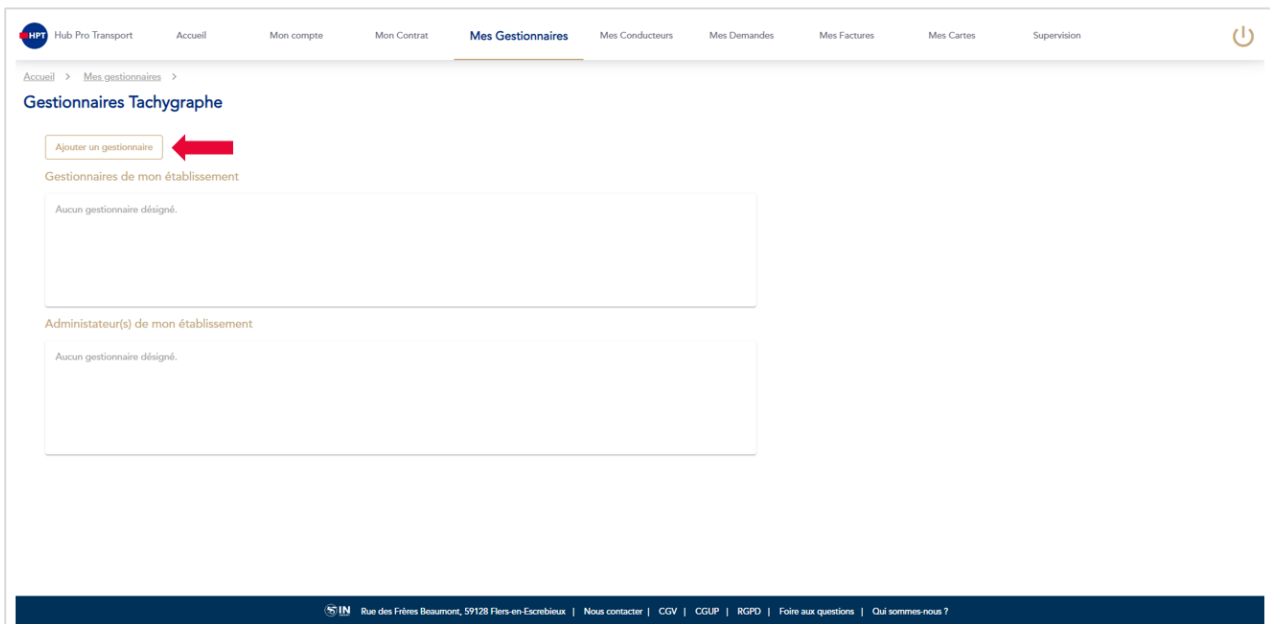 HPT Hub Pro Transport Accueil Mon compte Mon Contrat Mes Gestionnaires Mes Conducteurs Mes Demandes Mes Factures Mes Cartes Supervision
Accueil > Mes gestionnaires >
Gestionnaires Tachygraphe
Ajouter un gestionnaire
Gestionnaires de mon établissement
Aucun gestionnaire désigné.
Administateur(s) de mon établissement
Aucun gestionnaire désigné.
IN Rue des Frères Beaumont, 59128 Flers-en-Escrebieux | Nous contacter | CGV | CGUP | RGPD | Foire aux questions | Qui sommes-nous ?